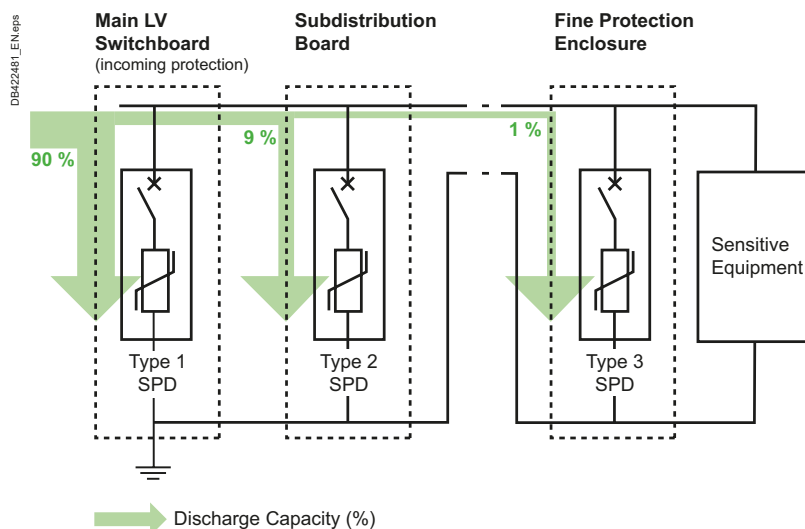 DB422481_EN.eps
Main LV
Switchboard
(incoming protection)
Subdistribution
Board
Fine Protection
Enclosure
90 %
9 %
1 %
Sensitive
Equipment
Type 1
SPD
Type 2
SPD
Type 3
SPD
Discharge Capacity (%)